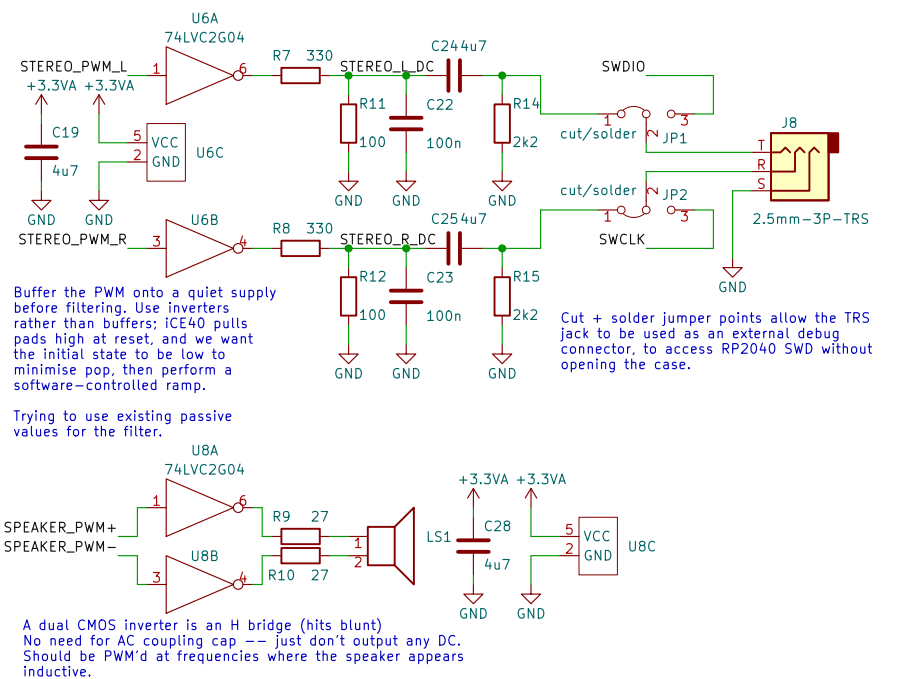 U6A
74LVC2G04
STEREO_PWM_L
1
6
R7 330
STEREO_L_DC
C24 4u7
SWDIO
+3.3VA
+3.3VA
C19
4u7
GND
GND
5 VCC
2 GND
U6C
R11
100
GND
C22
100n
GND
R14
2k2
GND
1
2
3
cut/solder
JP1
J8
T
R
S
2.5mm-3P-TRS
GND
cut/solder
JP2
1
2
3
SWCLK
U6B
STEREO_PWM_R
3
4
R8 330
STEREO_R_DC
C25 4u7
R12
100
GND
C23
100n
GND
R15
2k2
GND
Buffer the PWM onto a quiet supply
before filtering. Use inverters
rather than buffers; iCE40 pulls
pads high at reset, and we want
the initial state to be low to
minimise pop, then perform a
software-controlled ramp.
Trying to use existing passive
values for the filter.
Cut + solder jumper points allow the TRS
jack to be used as an external debug
connector, to access RP2040 SWD without
opening the case.
U8A
74LVC2G04
1
6
SPEAKER_PWM+
SPEAKER_PWM-
U8B
3
4
R9 27
R10 27
1
2
LS1
+3.3VA
+3.3VA
C28
4u7
GND
GND
5 VCC
2 GND
U8C
A dual CMOS inverter is an H bridge (hits blunt)
No need for AC coupling cap -- just don't output any DC.
Should be PWM'd at frequencies where the speaker appears
inductive.